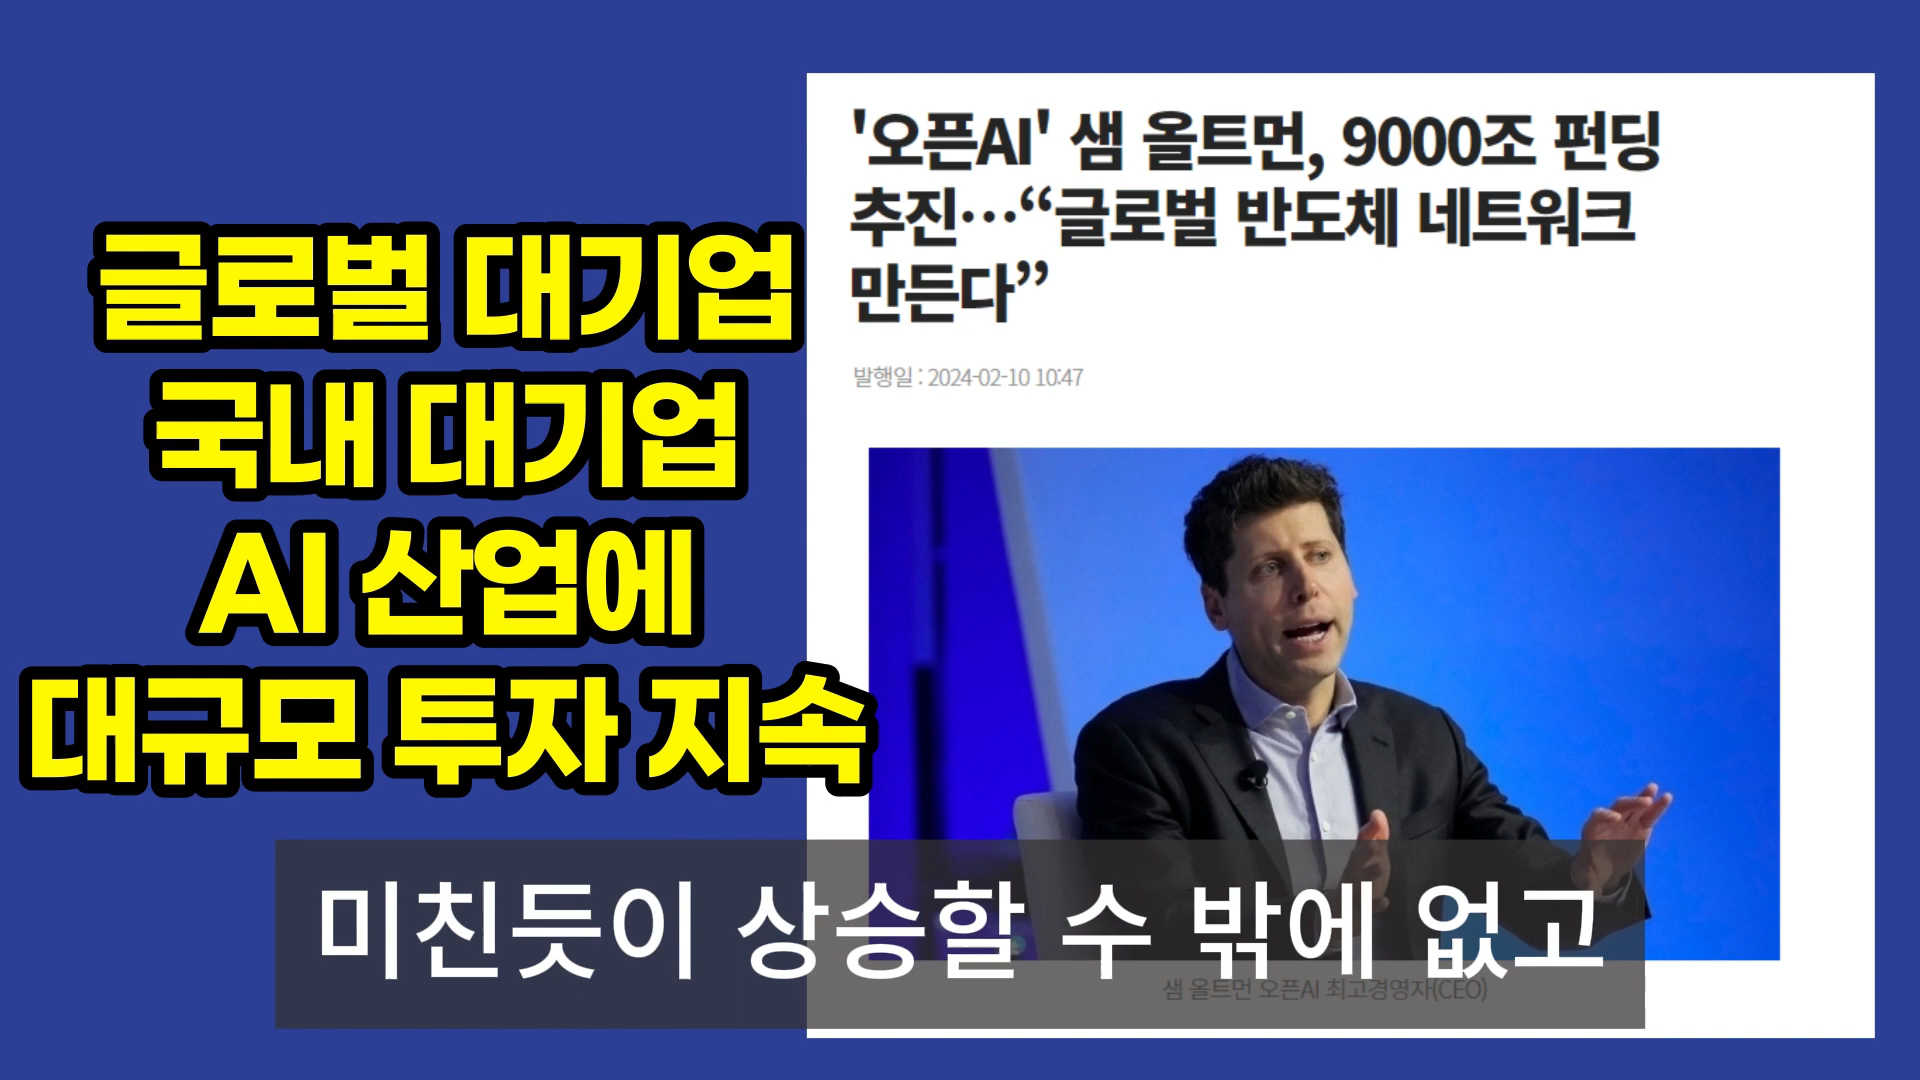 글로벌 대기업
국내 대기업
AI 산업에
대규모 투자 지속
'오픈AI' 샘 올트먼, 9000조 펀딩
추진…“글로벌 반도체 네트워크
만든다”
발행일 : 2024-02-10 10:47
샘 올트먼 오픈AI 최고경영자(CEO)
미친듯이 상승할 수 밖에 없고